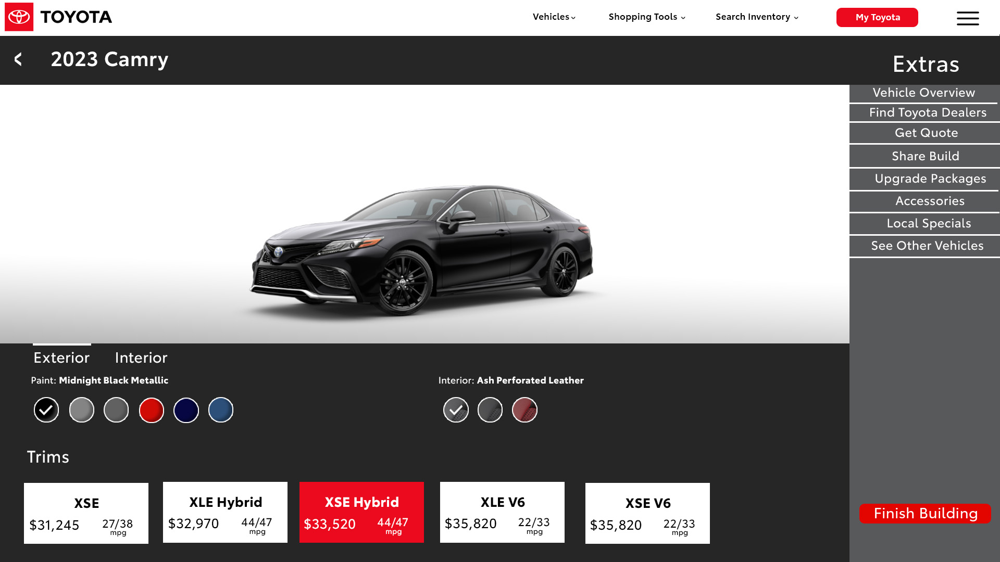 TOYOTA
Vehicles
Shopping Tools
Search Inventory
My Toyota
2023 Camry
Extras
Vehicle Overview
Find Toyota Dealers
Get Quote
Share Build
Upgrade Packages
Accessories
Local Specials
See Other Vehicles
Exterior
Interior
Paint: Midnight Black Metallic
Interior: Ash Perforated Leather
Trims
XSE
$31,245
27/38
mpg
XLE Hybrid
$32,970
44/47
mpg
XSE Hybrid
$33,520
44/47
mpg
XLE V6
$35,820
22/33
mpg
XSE V6
$35,820
22/33
mpg
Finish Building